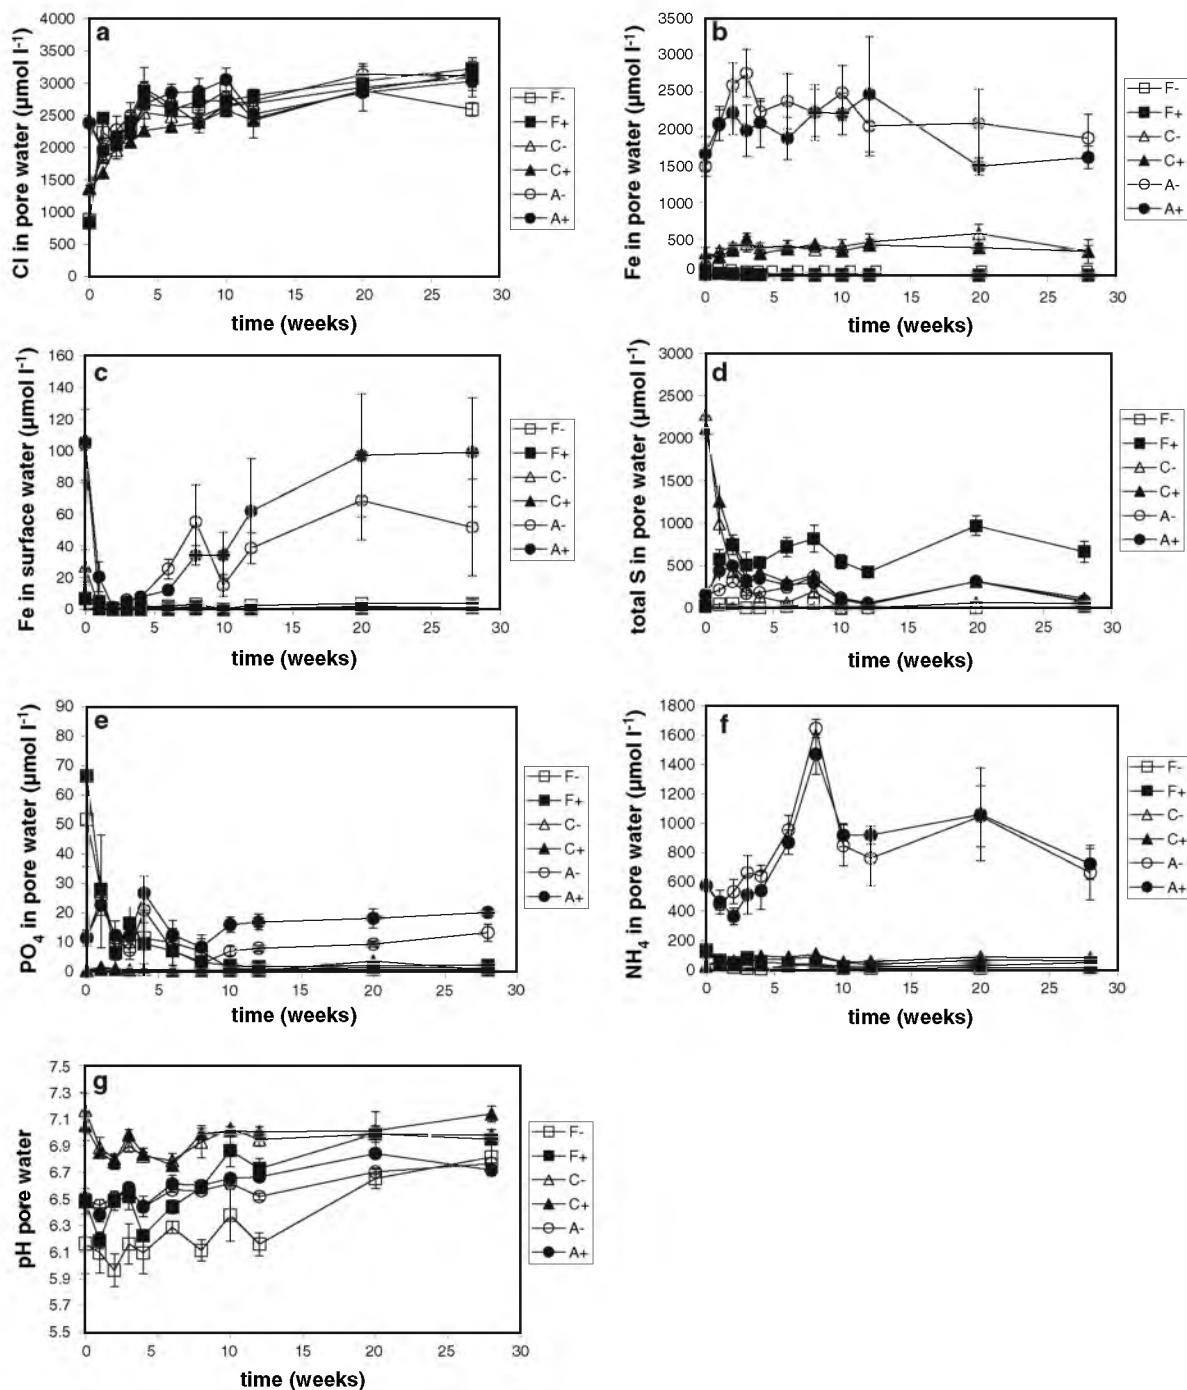 a
Cl in pore water (µmol l⁻¹)
4000
3500
3000
2500
2000
1500
1000
500
0
0 5 10 15 20 25 30
time (weeks)
F-
F+
C-
C+
A-
A+
b
Fe in pore water (µmol l⁻¹)
3500
3000
2500
2000
1500
1000
500
0
0 5 10 15 20 25 30
time (weeks)
F-
F+
C-
C+
A-
A+
c
Fe in surface water (µmol l⁻¹)
160
140
120
100
80
60
40
20
0
0 5 10 15 20 25 30
time (weeks)
F-
F+
C-
C+
A-
A+
d
total S in pore water (µmol l⁻¹)
3000
2500
2000
1500
1000
500
0
0 5 10 15 20 25 30
time (weeks)
F-
F+
C-
C+
A-
A+
e
PO₄ in pore water (µmol l⁻¹)
90
80
70
60
50
40
30
20
10
0
0 5 10 15 20 25 30
time (weeks)
F-
F+
C-
C+
A-
A+
f
NH₄ in pore water (µmol l⁻¹)
1800
1600
1400
1200
1000
800
600
400
200
0
0 5 10 15 20 25 30
time (weeks)
F-
F+
C-
C+
A-
A+
g
pH pore water
7.5
7.3
7.1
6.9
6.7
6.5
6.3
6.1
5.9
5.7
5.5
0 5 10 15 20 25 30
time (weeks)
F-
F+
C-
C+
A-
A+